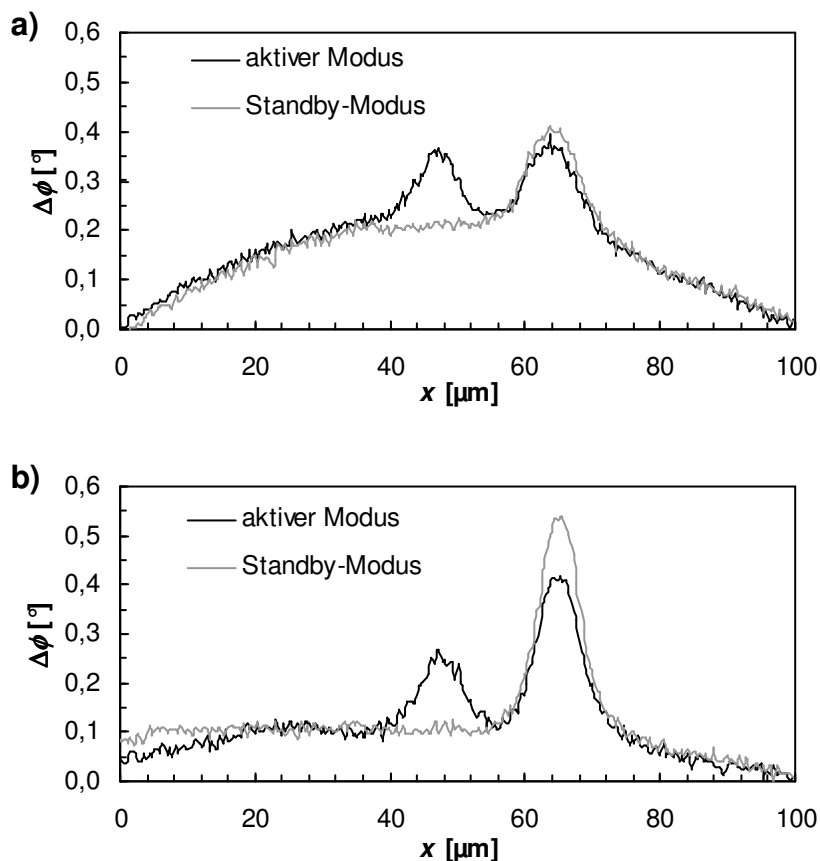 a)
0,6
0,5
0,4
0,3
0,2
0,1
0,0
Δϕ [°]
aktiver Modus
Standby-Modus
0 20 40 60 80 100
x [µm]
b)
0,6
0,5
0,4
0,3
0,2
0,1
0,0
Δϕ [°]
aktiver Modus
Standby-Modus
0 20 40 60 80 100
x [µm]